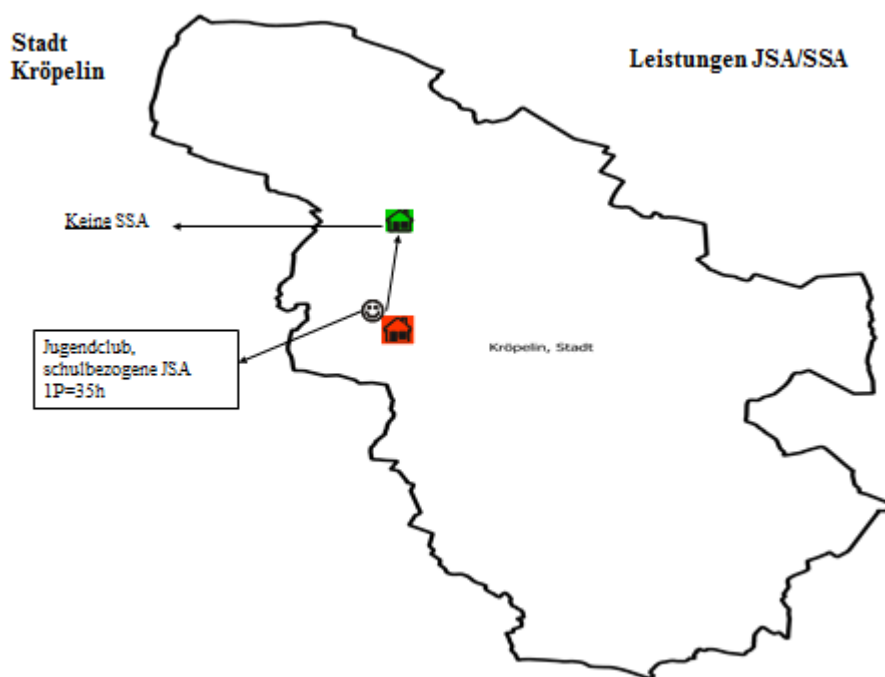 Stadt
Kröpelin
Leistungen JSA/SSA
Keine SSA
Kröpelin, Stadt
Jugendclub,
schulbezogene JSA
1P=35h